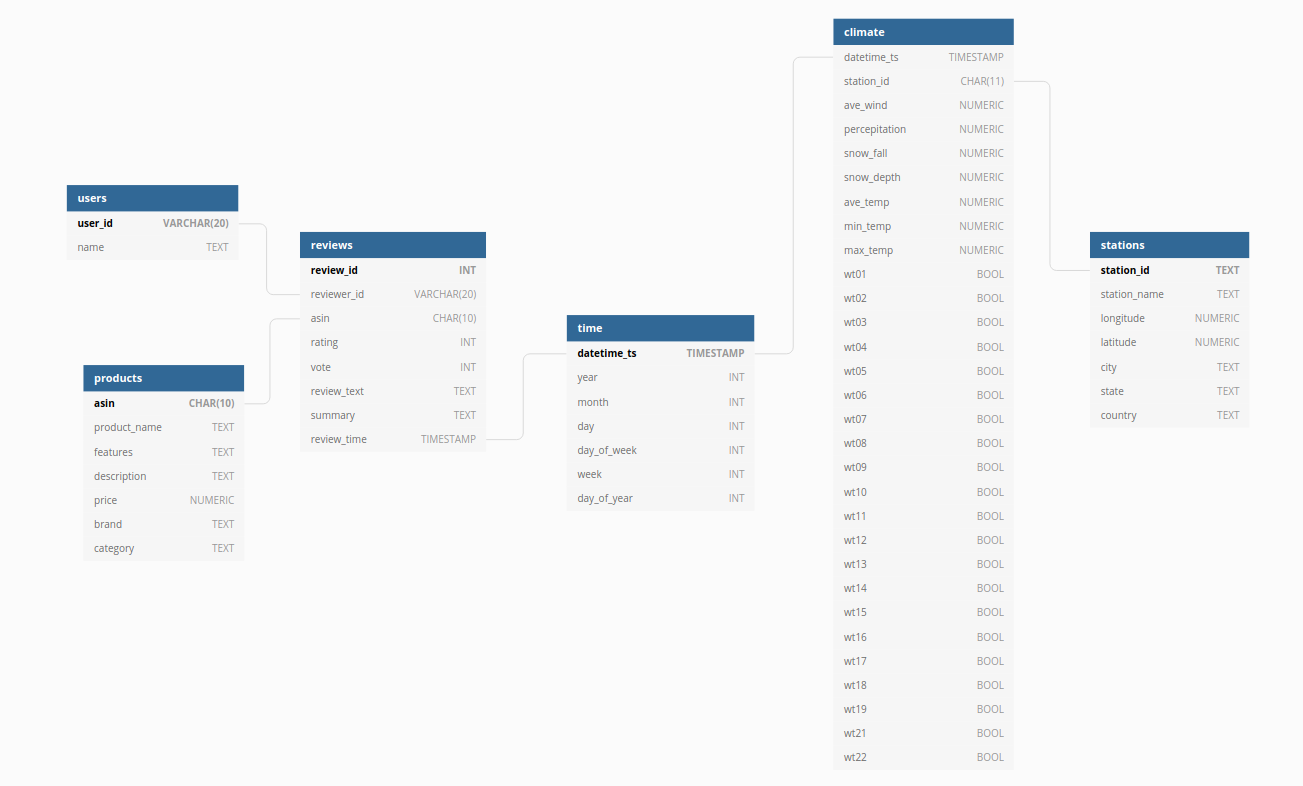 users
user_id VARCHAR(20)
name TEXT
products
asin CHAR(10)
product_name TEXT
features TEXT
description TEXT
price NUMERIC
brand TEXT
category TEXT
reviews
review_id INT
reviewer_id VARCHAR(20)
asin CHAR(10)
rating INT
vote INT
review_text TEXT
summary TEXT
review_time TIMESTAMP
time
datetime_ts TIMESTAMP
year INT
month INT
day INT
day_of_week INT
week INT
day_of_year INT
climate
datetime_ts TIMESTAMP
station_id CHAR(11)
ave_wind NUMERIC
percepitation NUMERIC
snow_fall NUMERIC
snow_depth NUMERIC
ave_temp NUMERIC
min_temp NUMERIC
max_temp NUMERIC
wt01 BOOL
wt02 BOOL
wt03 BOOL
wt04 BOOL
wt05 BOOL
wt06 BOOL
wt07 BOOL
wt08 BOOL
wt09 BOOL
wt10 BOOL
wt11 BOOL
wt12 BOOL
wt13 BOOL
wt14 BOOL
wt15 BOOL
wt16 BOOL
wt17 BOOL
wt18 BOOL
wt19 BOOL
wt21 BOOL
wt22 BOOL
stations
station_id TEXT
station_name TEXT
longitude NUMERIC
latitude NUMERIC
city TEXT
state TEXT
country TEXT